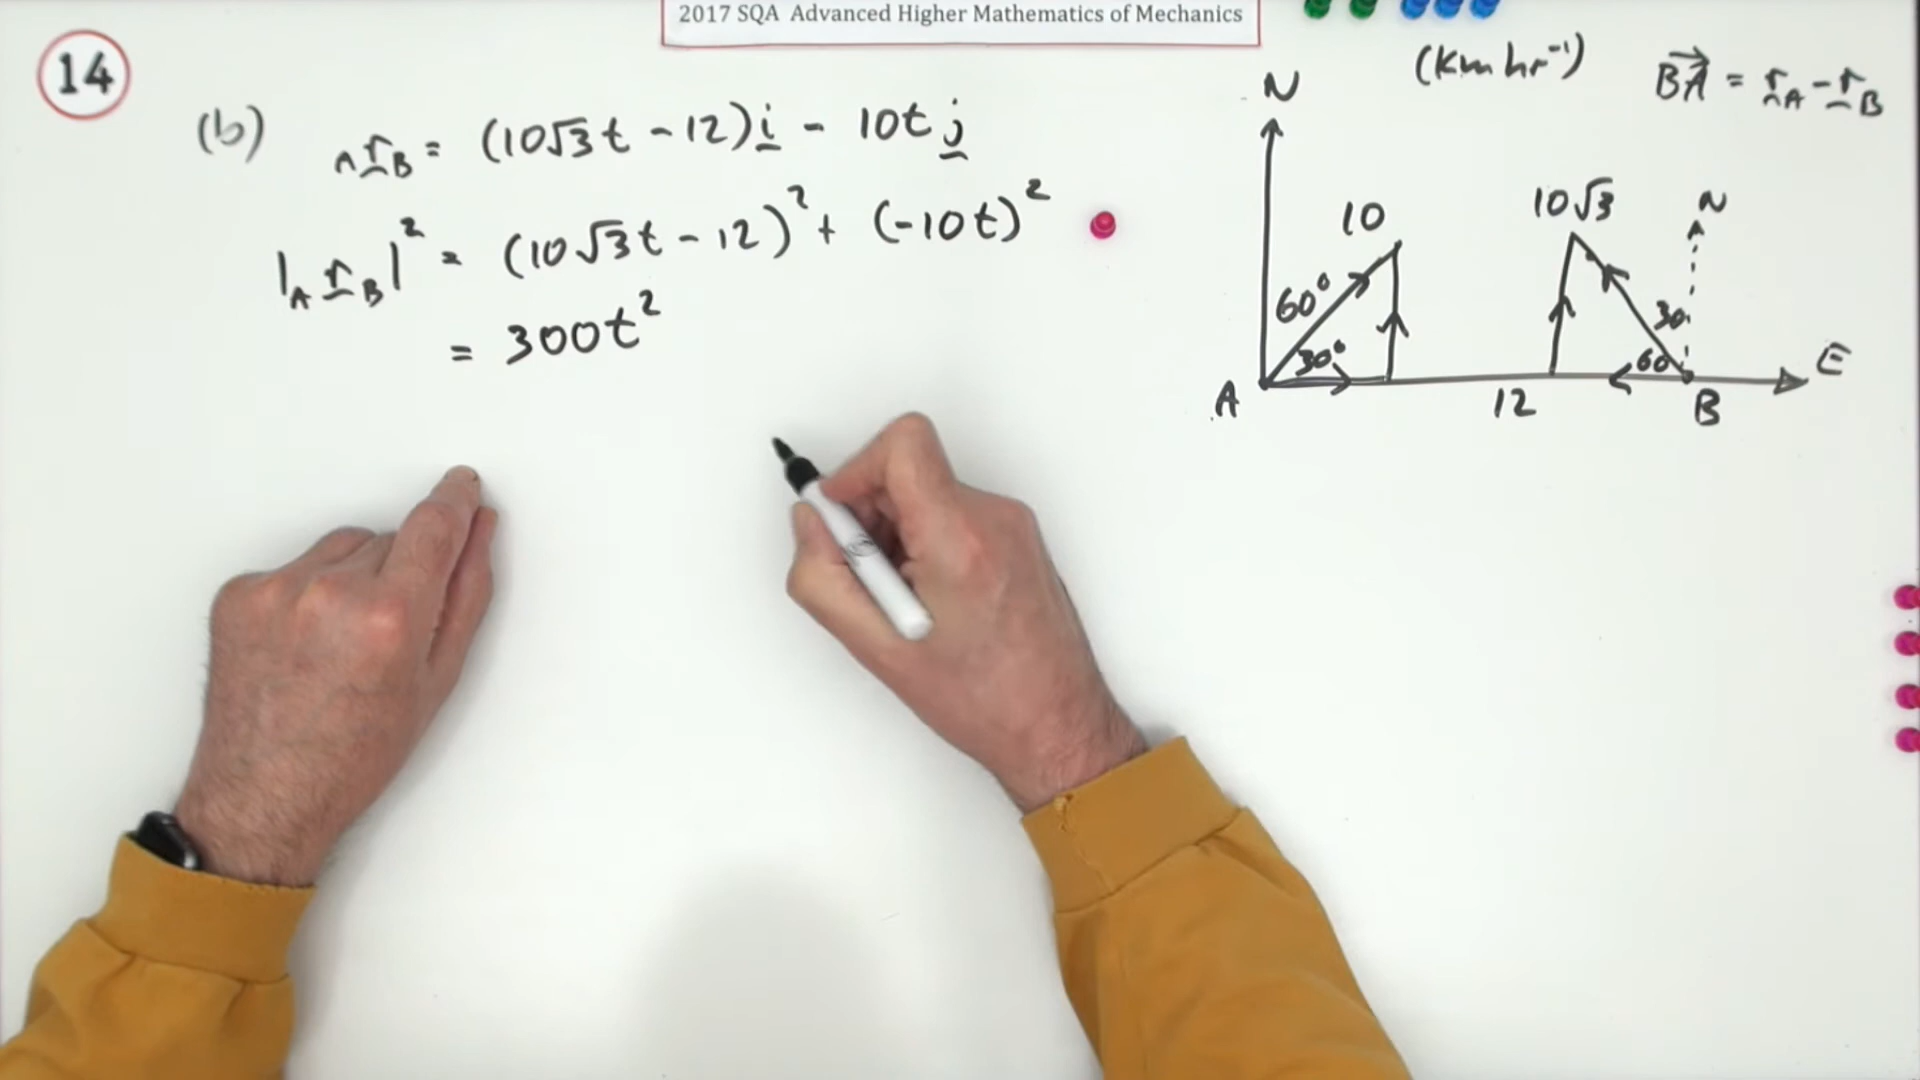 2017 SQA Advanced Higher Mathematics of Mechanics
14
(b) ArB = (10√3t - 12)i - 10tj
|ArB|² = (10√3t - 12)² + (-10t)²
= 300t²
(Km hr⁻¹)
BA = rA - rB
N
10
10√3
N
60°
30
30°
60
E
A
12
B